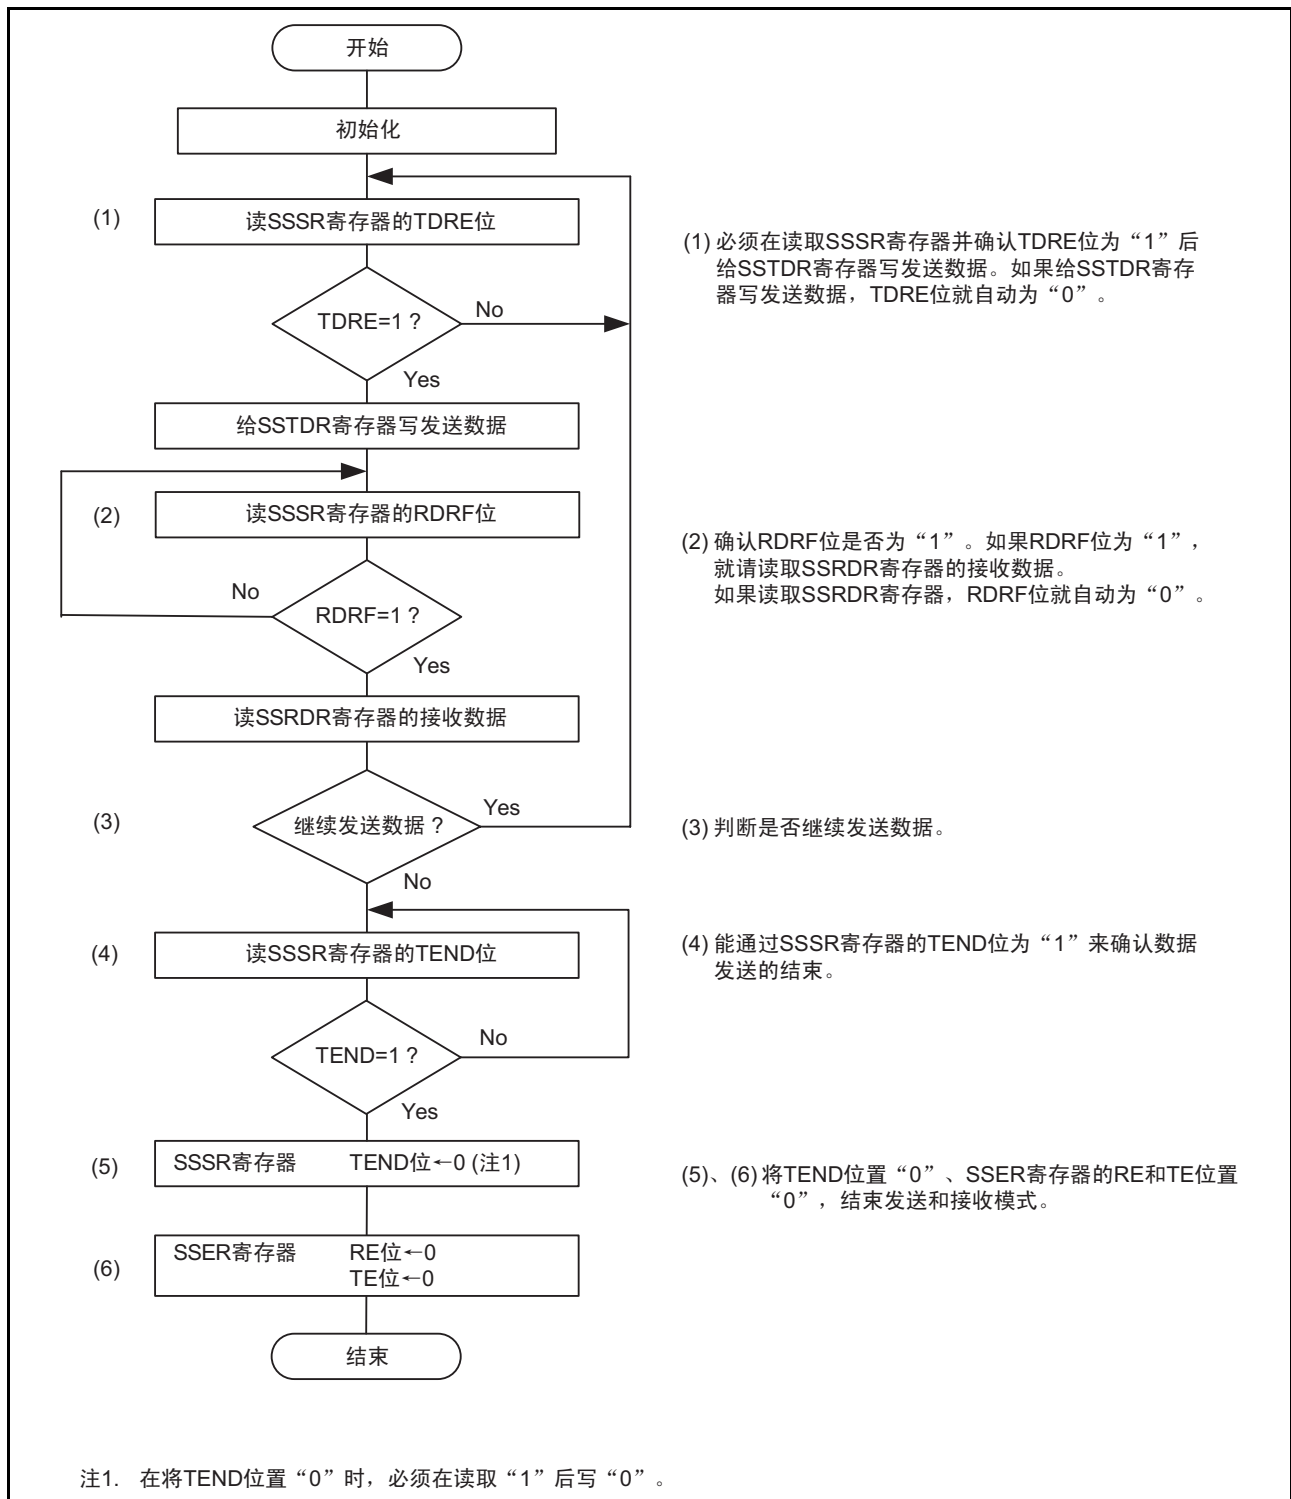 开始
初始化
(1)
读SSSR寄存器的TDRE位
(1) 必须在读取SSSR寄存器并确认TDRE位为“1”后
给SSTDR寄存器写发送数据。如果给SSTDR寄存
器写发送数据，TDRE位就自动为“0”。
TDRE=1 ?
No
Yes
给SSTDR寄存器写发送数据
(2)
读SSSR寄存器的RDRF位
(2) 确认RDRF位是否为“1”。如果RDRF位为“1”，
就请读取SSRDR寄存器的接收数据。
如果读取SSRDR寄存器，RDRF位就自动为“0”。
No
RDRF=1 ?
Yes
读SSRDR寄存器的接收数据
(3)
继续发送数据 ?
Yes
(3) 判断是否继续发送数据。
No
(4)
读SSSR寄存器的TEND位
(4) 能通过SSSR寄存器的TEND位为“1”来确认数据
发送的结束。
TEND=1 ?
No
Yes
(5)
SSSR寄存器 TEND位←0 (注1)
(5)、(6) 将TEND位置“0”、SSER寄存器的RE和TE位置
“0”，结束发送和接收模式。
(6)
SSER寄存器 RE位←0
TE位←0
结束
注1. 在将TEND位置“0”时，必须在读取“1”后写“0”。